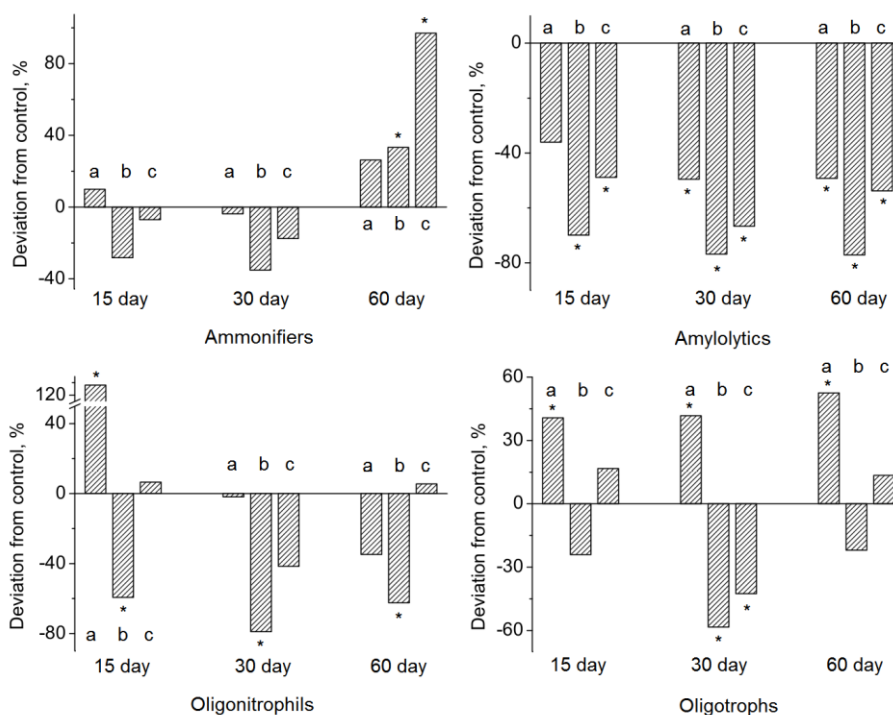 Deviation from control, %
80
40
0
-40
*
*
a b c
a b c
a b c
15 day 30 day 60 day
Ammonifiers
Deviation from control, %
0
-40
-80
a b c
a b c
a b c
*
*
*
*
*
*
*
*
15 day 30 day 60 day
Amylolytics
Deviation from control, %
120
40
0
-40
-80
*
a b c
a b c
*
*
*
a b c
15 day 30 day 60 day
Oligonitrophils
Deviation from control, %
60
30
0
-30
-60
a b c
a b c
a b c
*
*
*
*
*
15 day 30 day 60 day
Oligotrophs